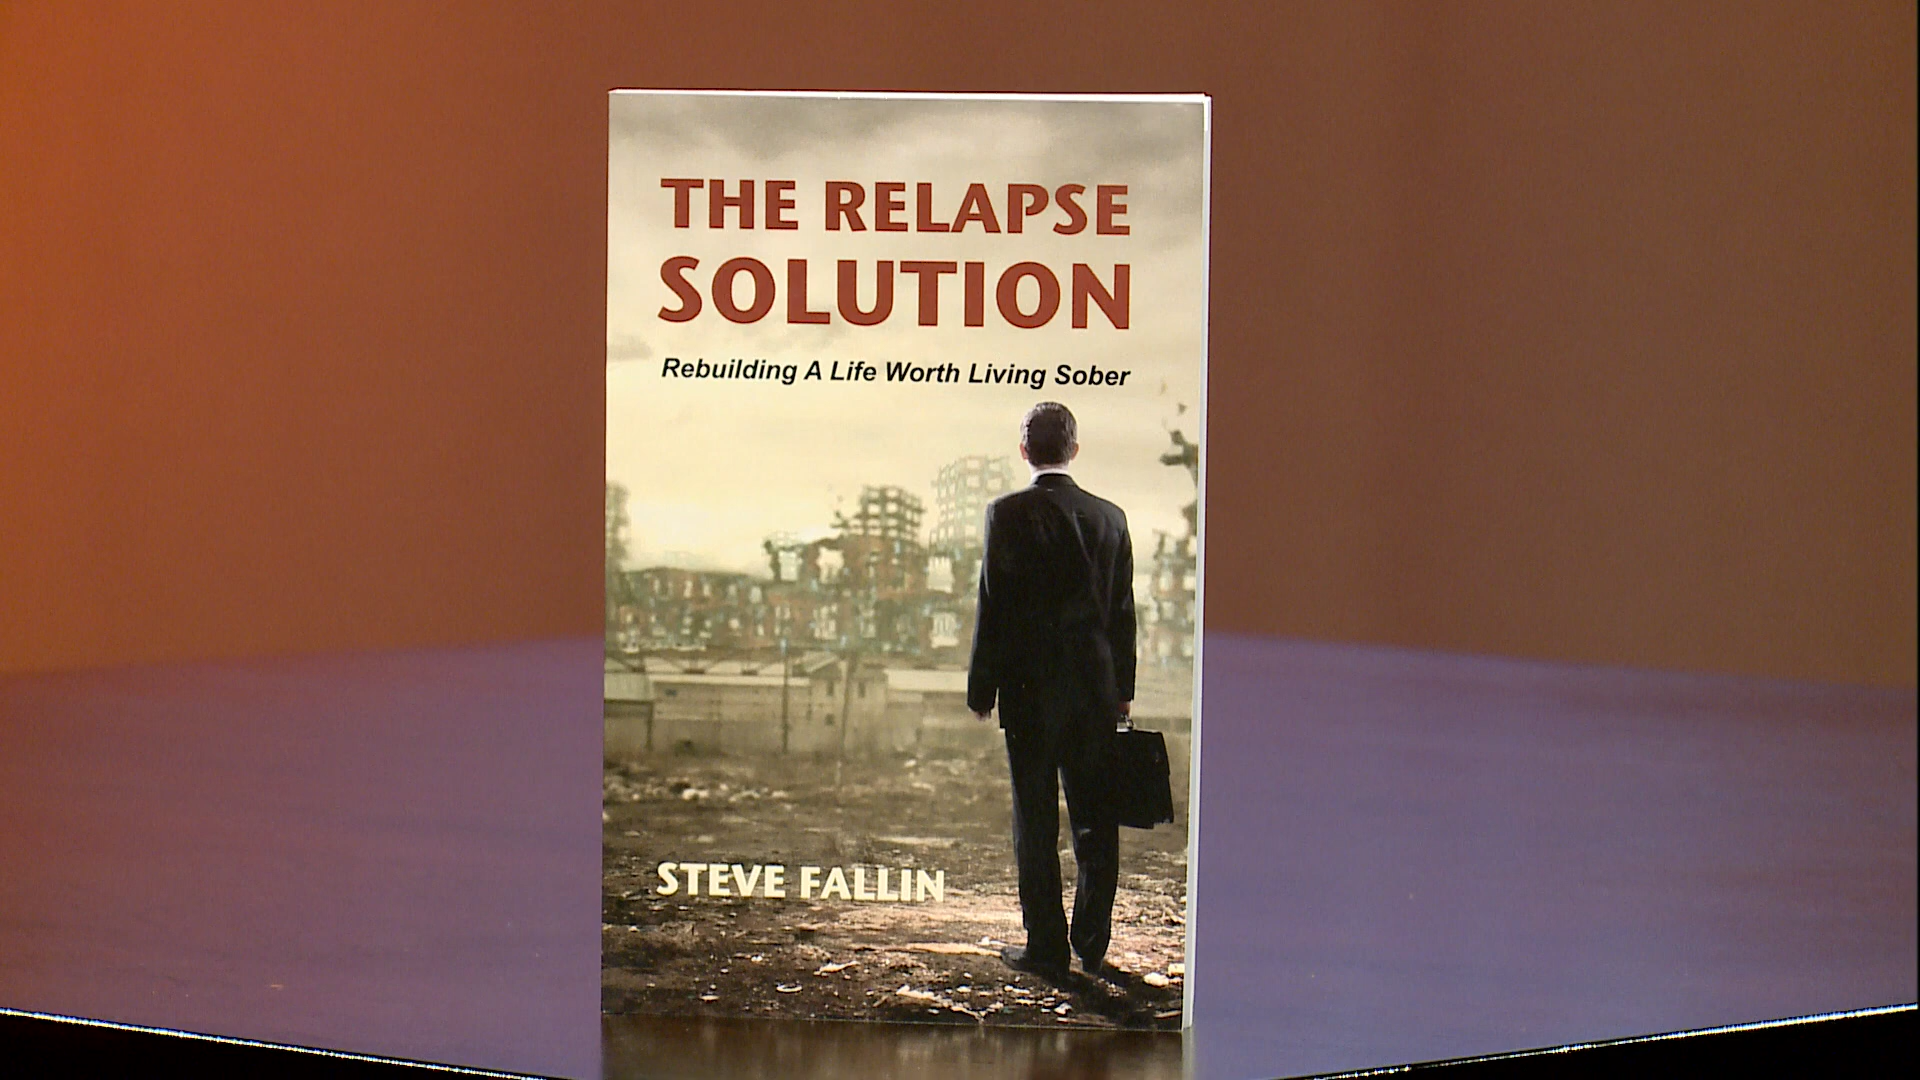 THE RELAPSE
SOLUTION
Rebuilding A Life Worth Living Sober
STEVE FALLIN